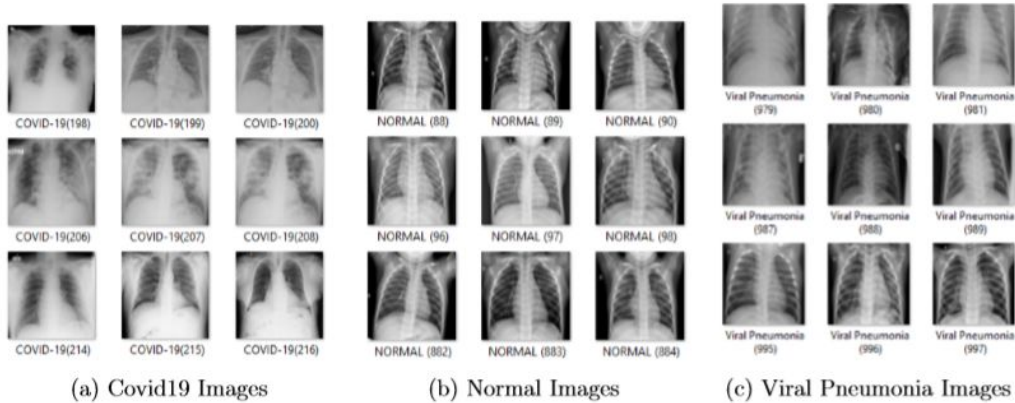 COVID-19(198) COVID-19(199) COVID-19(200)
COVID-19(206) COVID-19(207) COVID-19(208)
COVID-19(214) COVID-19(215) COVID-19(216)
(a) Covid19 Images
NORMAL (88) NORMAL (89) NORMAL (90)
NORMAL (96) NORMAL (97) NORMAL (98)
NORMAL (882) NORMAL (883) NORMAL (884)
(b) Normal Images
Viral Pneumonia Viral Pneumonia Viral Pneumonia
(979) (980) (981)
Viral Pneumonia Viral Pneumonia Viral Pneumonia
(987) (988) (989)
Viral Pneumonia Viral Pneumonia Viral Pneumonia
(995) (996) (997)
(c) Viral Pneumonia Images